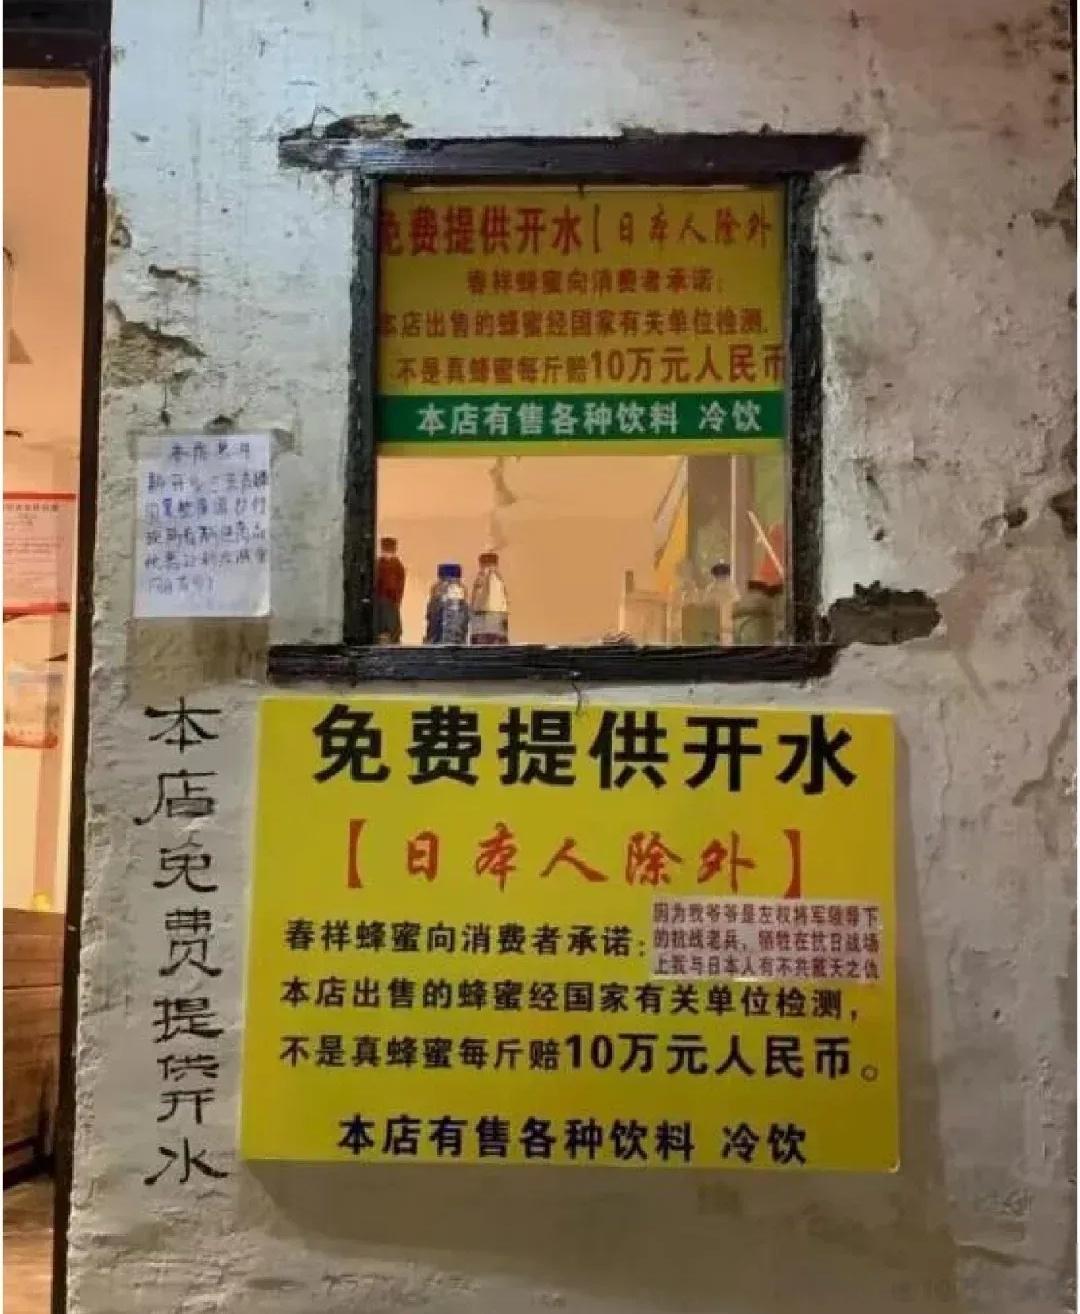 免费提供开水【日本人除外
春祥蜂蜜向消费者承诺：
本店出售的蜂蜜经国家有关单位检测，
不是真蜂蜜每斤赔10万元人民币
本店有售各种饮料 冷饮
本店免费提供开水
免费提供开水
【日本人除外】
春祥蜂蜜向消费者承诺：
因为我爷爷是左权将军领导下
的抗战老兵，牺牲在抗日战场
上我与日本人有不共戴天之仇
本店出售的蜂蜜经国家有关单位检测，
不是真蜂蜜每斤赔10万元人民币。
本店有售各种饮料 冷饮